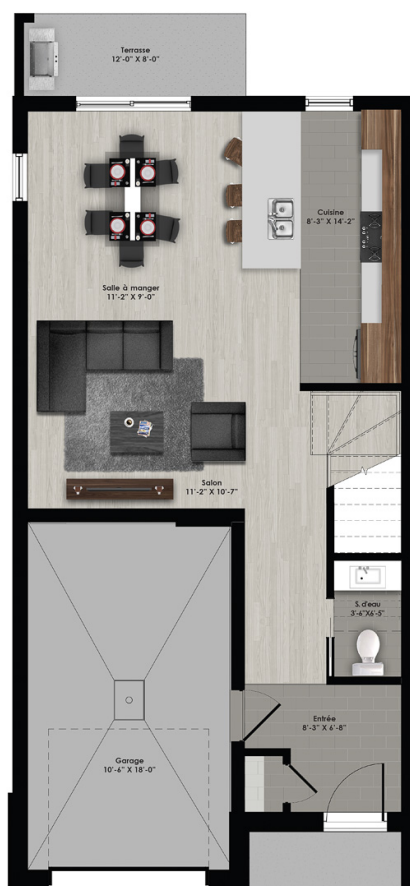 Terrasse
12'-0" X 8'-0"
Cuisine
8'-3" X 14'-2"
Salle à manger
11'-2" X 9'-0"
Salon
11'-2" X 10'-7"
S. d'eau
3'-6"X6'-5"
Entrée
8'-3" X 6'-8"
Garage
10'-6" X 18'-0"